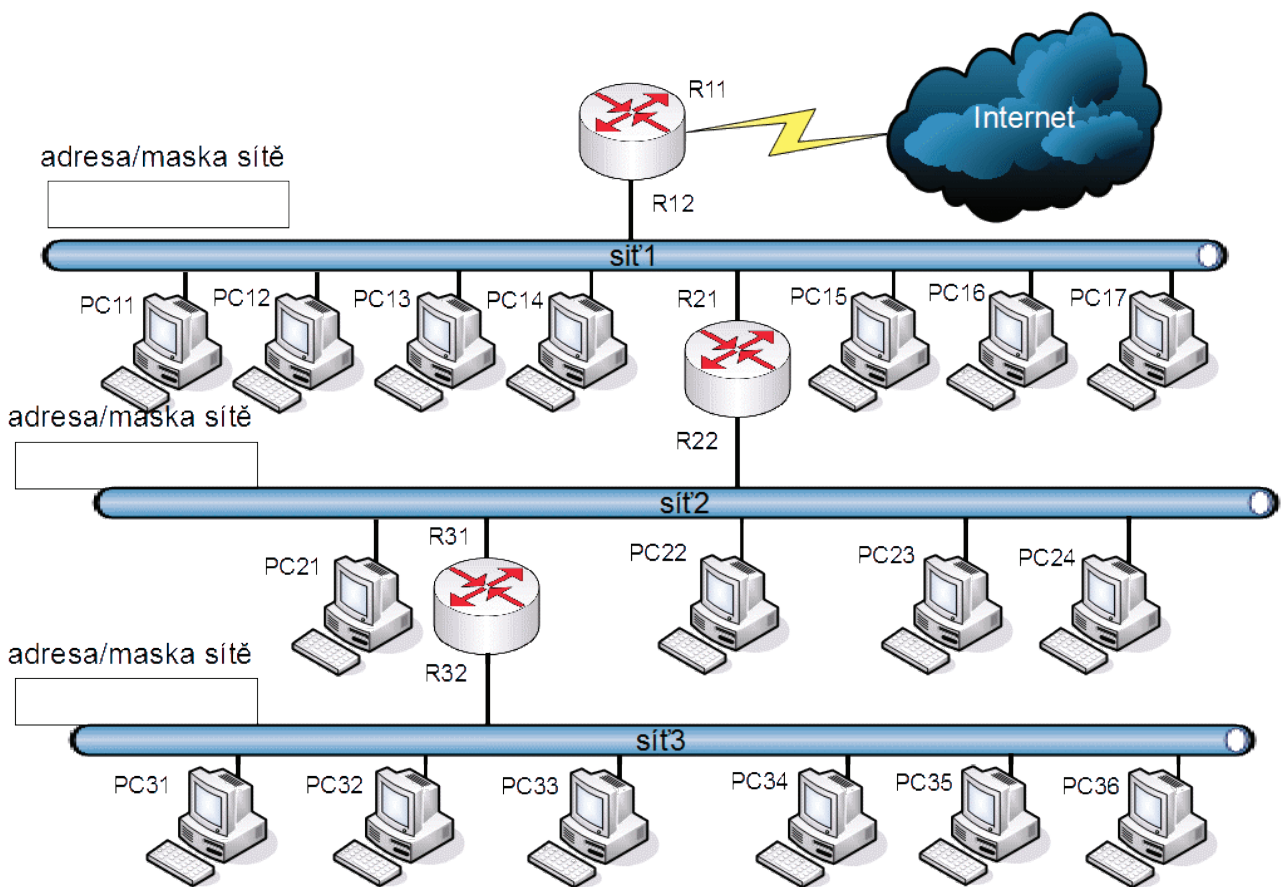 R11
Internet
adresa/maska sítě
R12
siť1
PC11
PC12
PC13
PC14
R21
PC15
PC16
PC17
adresa/maska sítě
R22
síť2
PC21
R31
PC22
PC23
PC24
adresa/maska sítě
R32
síť3
PC31
PC32
PC33
PC34
PC35
PC36